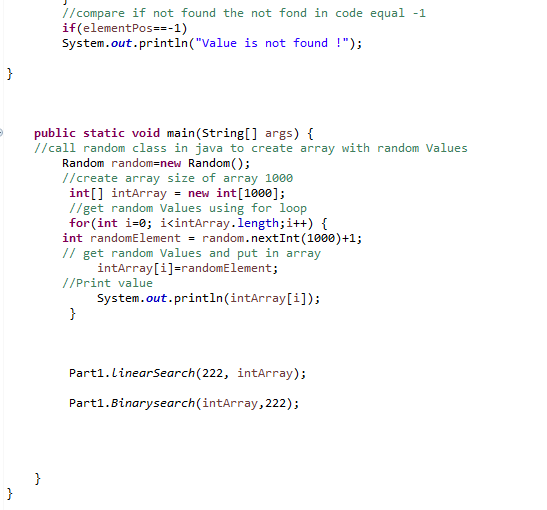 }
//compare if not found the not fond in code equal -1
if(elementPos==-1)
System.out.println("Value is not found !");
}
public static void main(String[] args) {
//call random class in java to create array with random Values
Random random=new Random();
//create array size of array 1000
int[] intArray = new int[1000];
//get random Values using for loop
for(int i=0; i<intArray.length;i++) {
int randomElement = random.nextInt(1000)+1;
// get random Values and put in array
intArray[i]=randomElement;
//Print value
System.out.println(intArray[i]);
}
Part1.linearSearch(222, intArray);
Part1.Binarysearch(intArray,222);
}
}